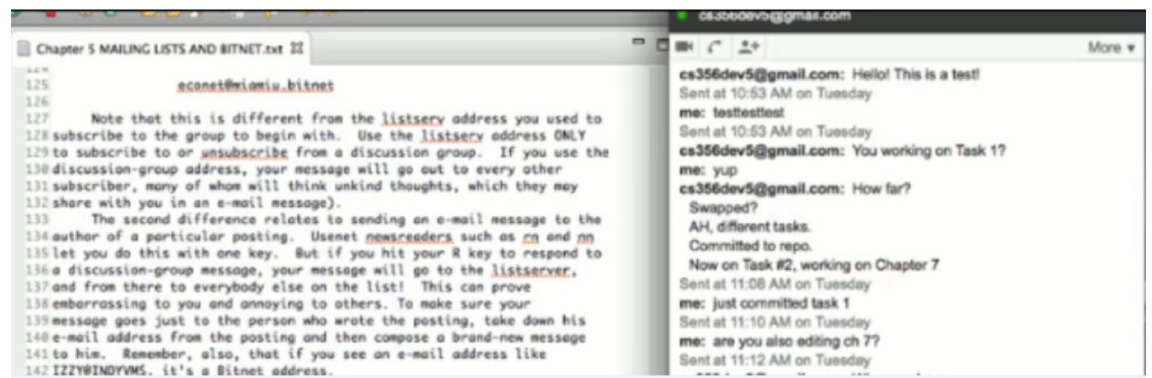 cs356dev5@gmail.com
Chapter 5 MAILING LISTS AND BITNET.txt
More
124
125 econet@miamiu.bitnet
126
127 Note that this is different from the listserv address you used to
128 subscribe to the group to begin with. Use the listserv address ONLY
129 to subscribe to or unsubscribe from a discussion group. If you use the
130 discussion-group address, your message will go out to every other
131 subscriber, many of whom will think unkind thoughts, which they may
132 share with you in an e-mail message).
133 The second difference relates to sending an e-mail message to the
134 author of a particular posting. Usenet newsreaders such as rn and nn
135 let you do this with one key. But if you hit your R key to respond to
136 a discussion-group message, your message will go to the listserver,
137 and from there to everybody else on the list! This can prove
138 embarrassing to you and annoying to others. To make sure your
139 message goes just to the person who wrote the posting, take down his
140 e-mail address from the posting and then compose a brand-new message
141 to him. Remember, also, that if you see an e-mail address like
142 IZZY@INDYVMS, it's a Bitnet address.
cs356dev5@gmail.com: Hello! This is a test!
Sent at 10:53 AM on Tuesday
me: testtesttest
Sent at 10:53 AM on Tuesday
cs356dev5@gmail.com: You working on Task 1?
me: yup
cs356dev5@gmail.com: How far?
Swapped?
AH, different tasks.
Committed to repo.
Now on Task #2, working on Chapter 7
Sent at 11:08 AM on Tuesday
me: just committed task 1
Sent at 11:10 AM on Tuesday
me: are you also editing ch 7?
Sent at 11:12 AM on Tuesday